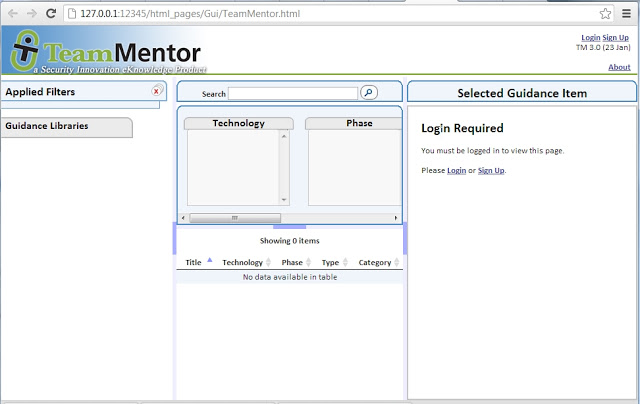 127.0.0.1:12345/html_pages/Gui/TeamMentor.html
TeamMentor
a Security Innovation eKnowledge Product
Login Sign Up
TM 3.0 (23 Jan)
About
Applied Filters
x
Guidance Libraries
Search
Technology Phase
Showing 0 items
Title Technology Phase Type Category
No data available in table
Selected Guidance Item
Login Required
You must be logged in to view this page.
Please Login or Sign Up.